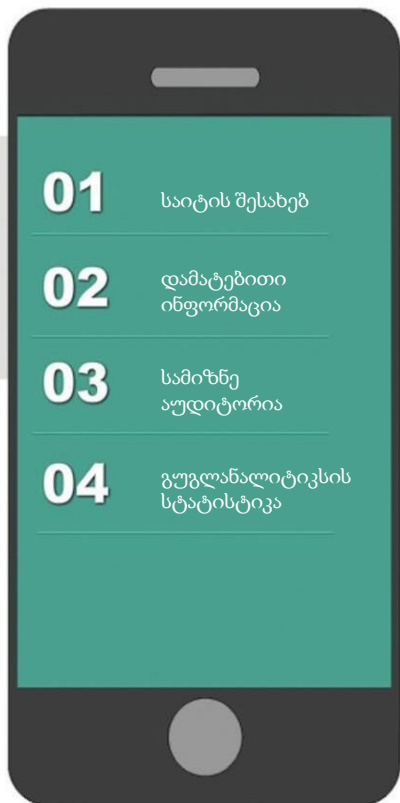 01
საიტის შესახებ
02
დამატებითი
ინფორმაცია
03
სამიზნე
აუდიტორია
04
გუგლანალიტიკსის
სტატისტიკა